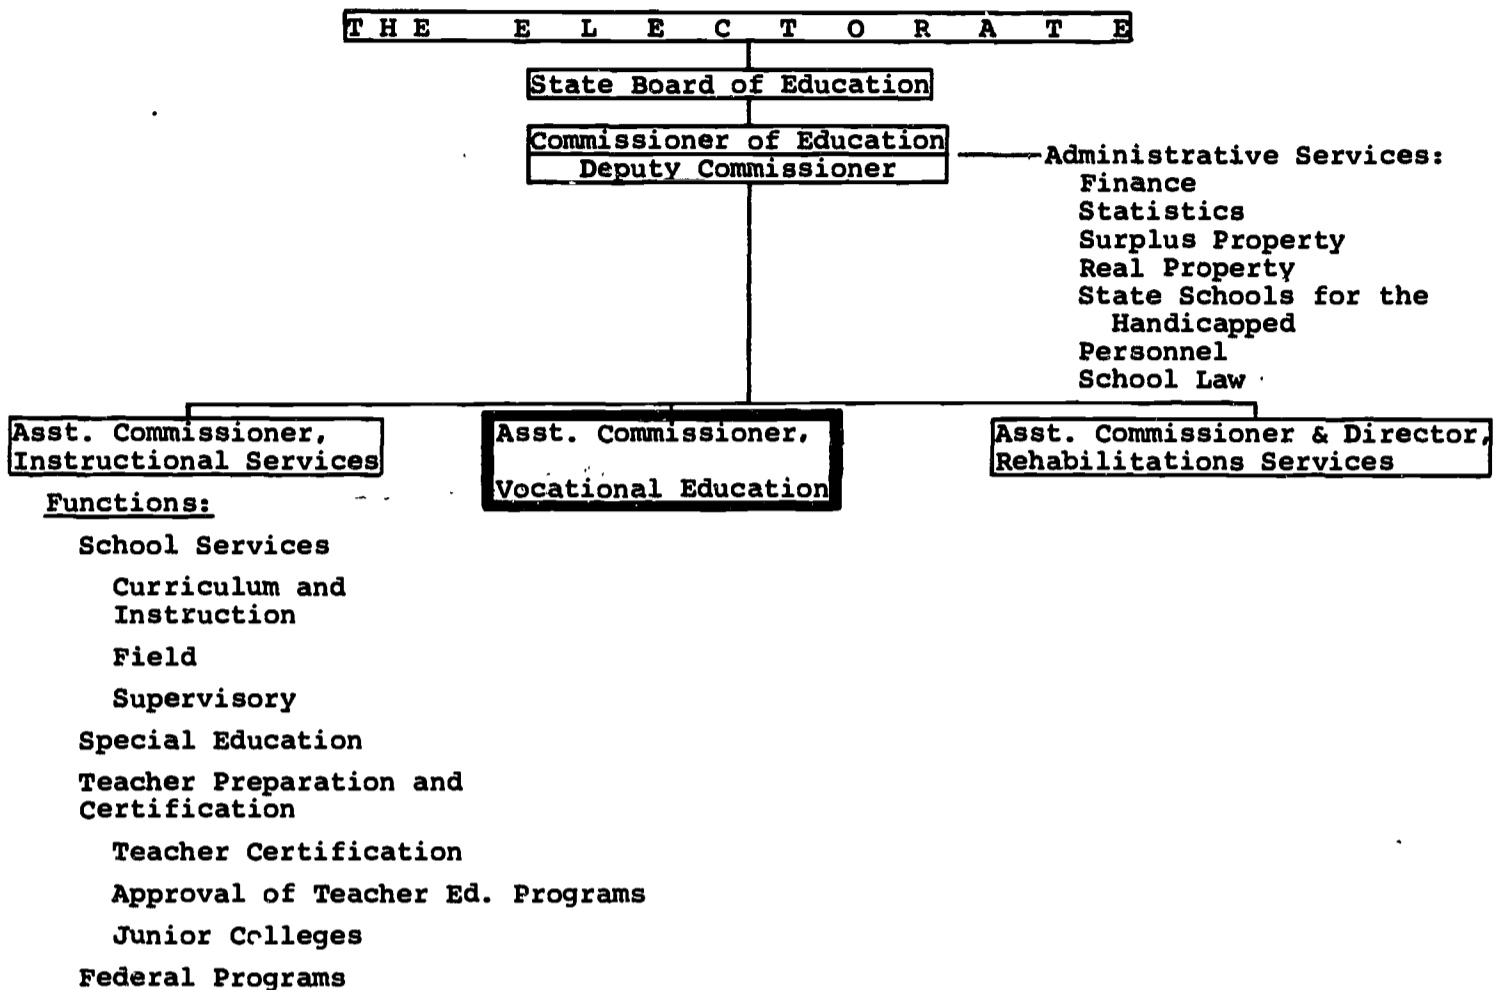 THE ELECTORATE
State Board of Education
Commissioner of Education
Deputy Commissioner
Administrative Services:
Finance
Statistics
Surplus Property
Real Property
State Schools for the
Handicapped
Personnel
School Law
Asst. Commissioner,
Instructional Services
Asst. Commissioner,
Vocational Education
Asst. Commissioner & Director,
Rehabilitations Services
Functions:
School Services
Curriculum and
Instruction
Field
Supervisory
Special Education
Teacher Preparation and
Certification
Teacher Certification
Approval of Teacher Ed. Programs
Junior Colleges
Federal Programs